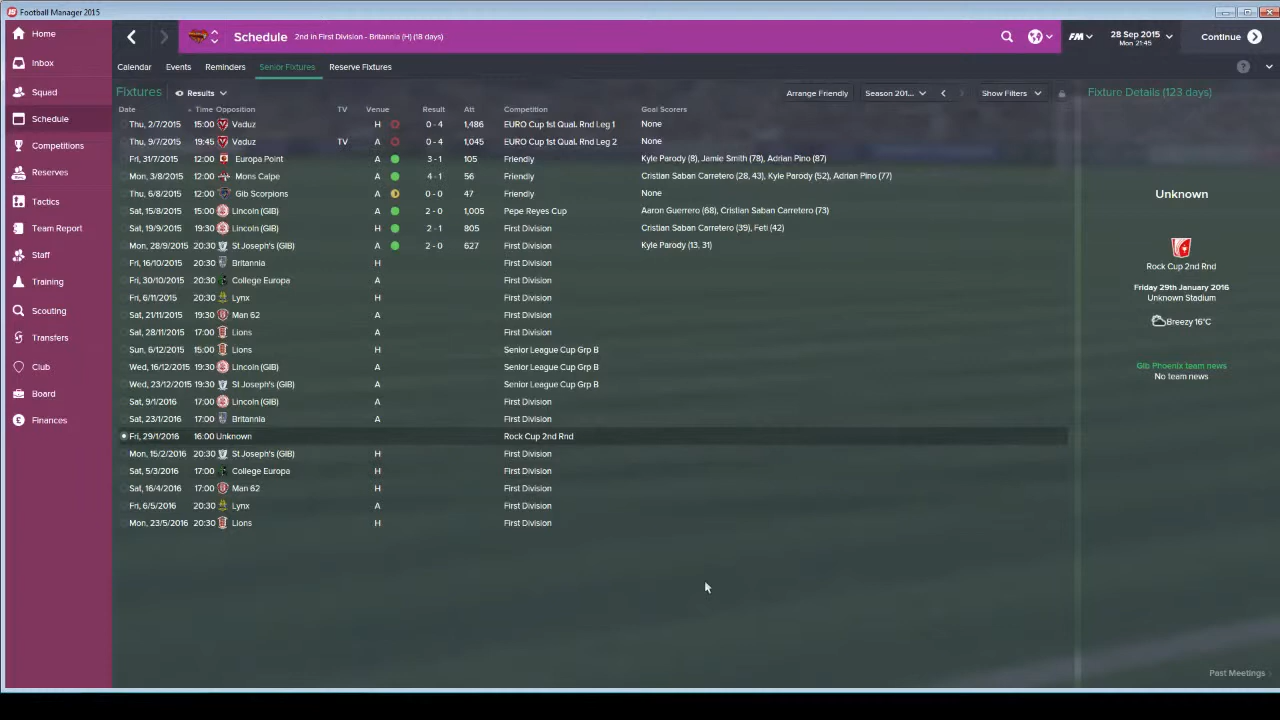 Football Manager 2015
Home
Inbox
Squad
Schedule
Competitions
Reserves
Tactics
Team Report
Staff
Training
Scouting
Transfers
Club
Board
Finances
Schedule 2nd in First Division - Britannia (H) (18 days)
FM
28 Sep 2015
Mon 21:45
Continue
Calendar Events Reminders Senior Fixtures Reserve Fixtures ?
Fixtures Results Arrange Friendly Season 201... Show Filters
Date Time Opposition TV Venue Result Att Competition Goal Scorers
Thu, 2/7/2015 15:00 Vaduz H 0 - 4 1,486 EURO Cup 1st Qual. Rnd Leg 1 None
Thu, 9/7/2015 19:45 Vaduz TV A 0 - 4 1,045 EURO Cup 1st Qual. Rnd Leg 2 None
Fri, 31/7/2015 12:00 Europa Point A 3 - 1 105 Friendly Kyle Parody (8), Jamie Smith (78), Adrian Pino (87)
Mon, 3/8/2015 12:00 Mons Calpe A 4 - 1 56 Friendly Cristian Saban Carretero (28, 43), Kyle Parody (52), Adrian Pino (77)
Thu, 6/8/2015 12:00 Gib Scorpions A 0 - 0 47 Friendly None
Sat, 15/8/2015 15:00 Lincoln (GIB) A 2 - 0 1,005 Pepe Reyes Cup Aaron Guerrero (68), Cristian Saban Carretero (73)
Sat, 19/9/2015 19:30 Lincoln (GIB) H 2 - 1 805 First Division Cristian Saban Carretero (39), Feti (42)
Mon, 28/9/2015 20:30 St Joseph's (GIB) A 2 - 0 627 First Division Kyle Parody (13, 31)
Fri, 16/10/2015 20:30 Britannia H First Division
Fri, 30/10/2015 20:30 College Europa A First Division
Fri, 6/11/2015 20:30 Lynx H First Division
Sat, 21/11/2015 19:30 Man 62 A First Division
Sat, 28/11/2015 17:00 Lions A First Division
Sun, 6/12/2015 15:00 Lions H Senior League Cup Grp B
Wed, 16/12/2015 19:30 Lincoln (GIB) A Senior League Cup Grp B
Wed, 23/12/2015 19:30 St Joseph's (GIB) A Senior League Cup Grp B
Sat, 9/1/2016 17:00 Lincoln (GIB) A First Division
Sat, 23/1/2016 17:00 Britannia A First Division
Fri, 29/1/2016 16:00 Unknown Rock Cup 2nd Rnd
Mon, 15/2/2016 20:30 St Joseph's (GIB) H First Division
Sat, 5/3/2016 17:00 College Europa H First Division
Sat, 16/4/2016 17:00 Man 62 H First Division
Fri, 6/5/2016 20:30 Lynx A First Division
Mon, 23/5/2016 20:30 Lions H First Division
Fixture Details (123 days)
Unknown
Rock Cup 2nd Rnd
Friday 29th January 2016
Unknown Stadium
Breezy 16°C
Gib Phoenix team news
No team news
Past Meetings